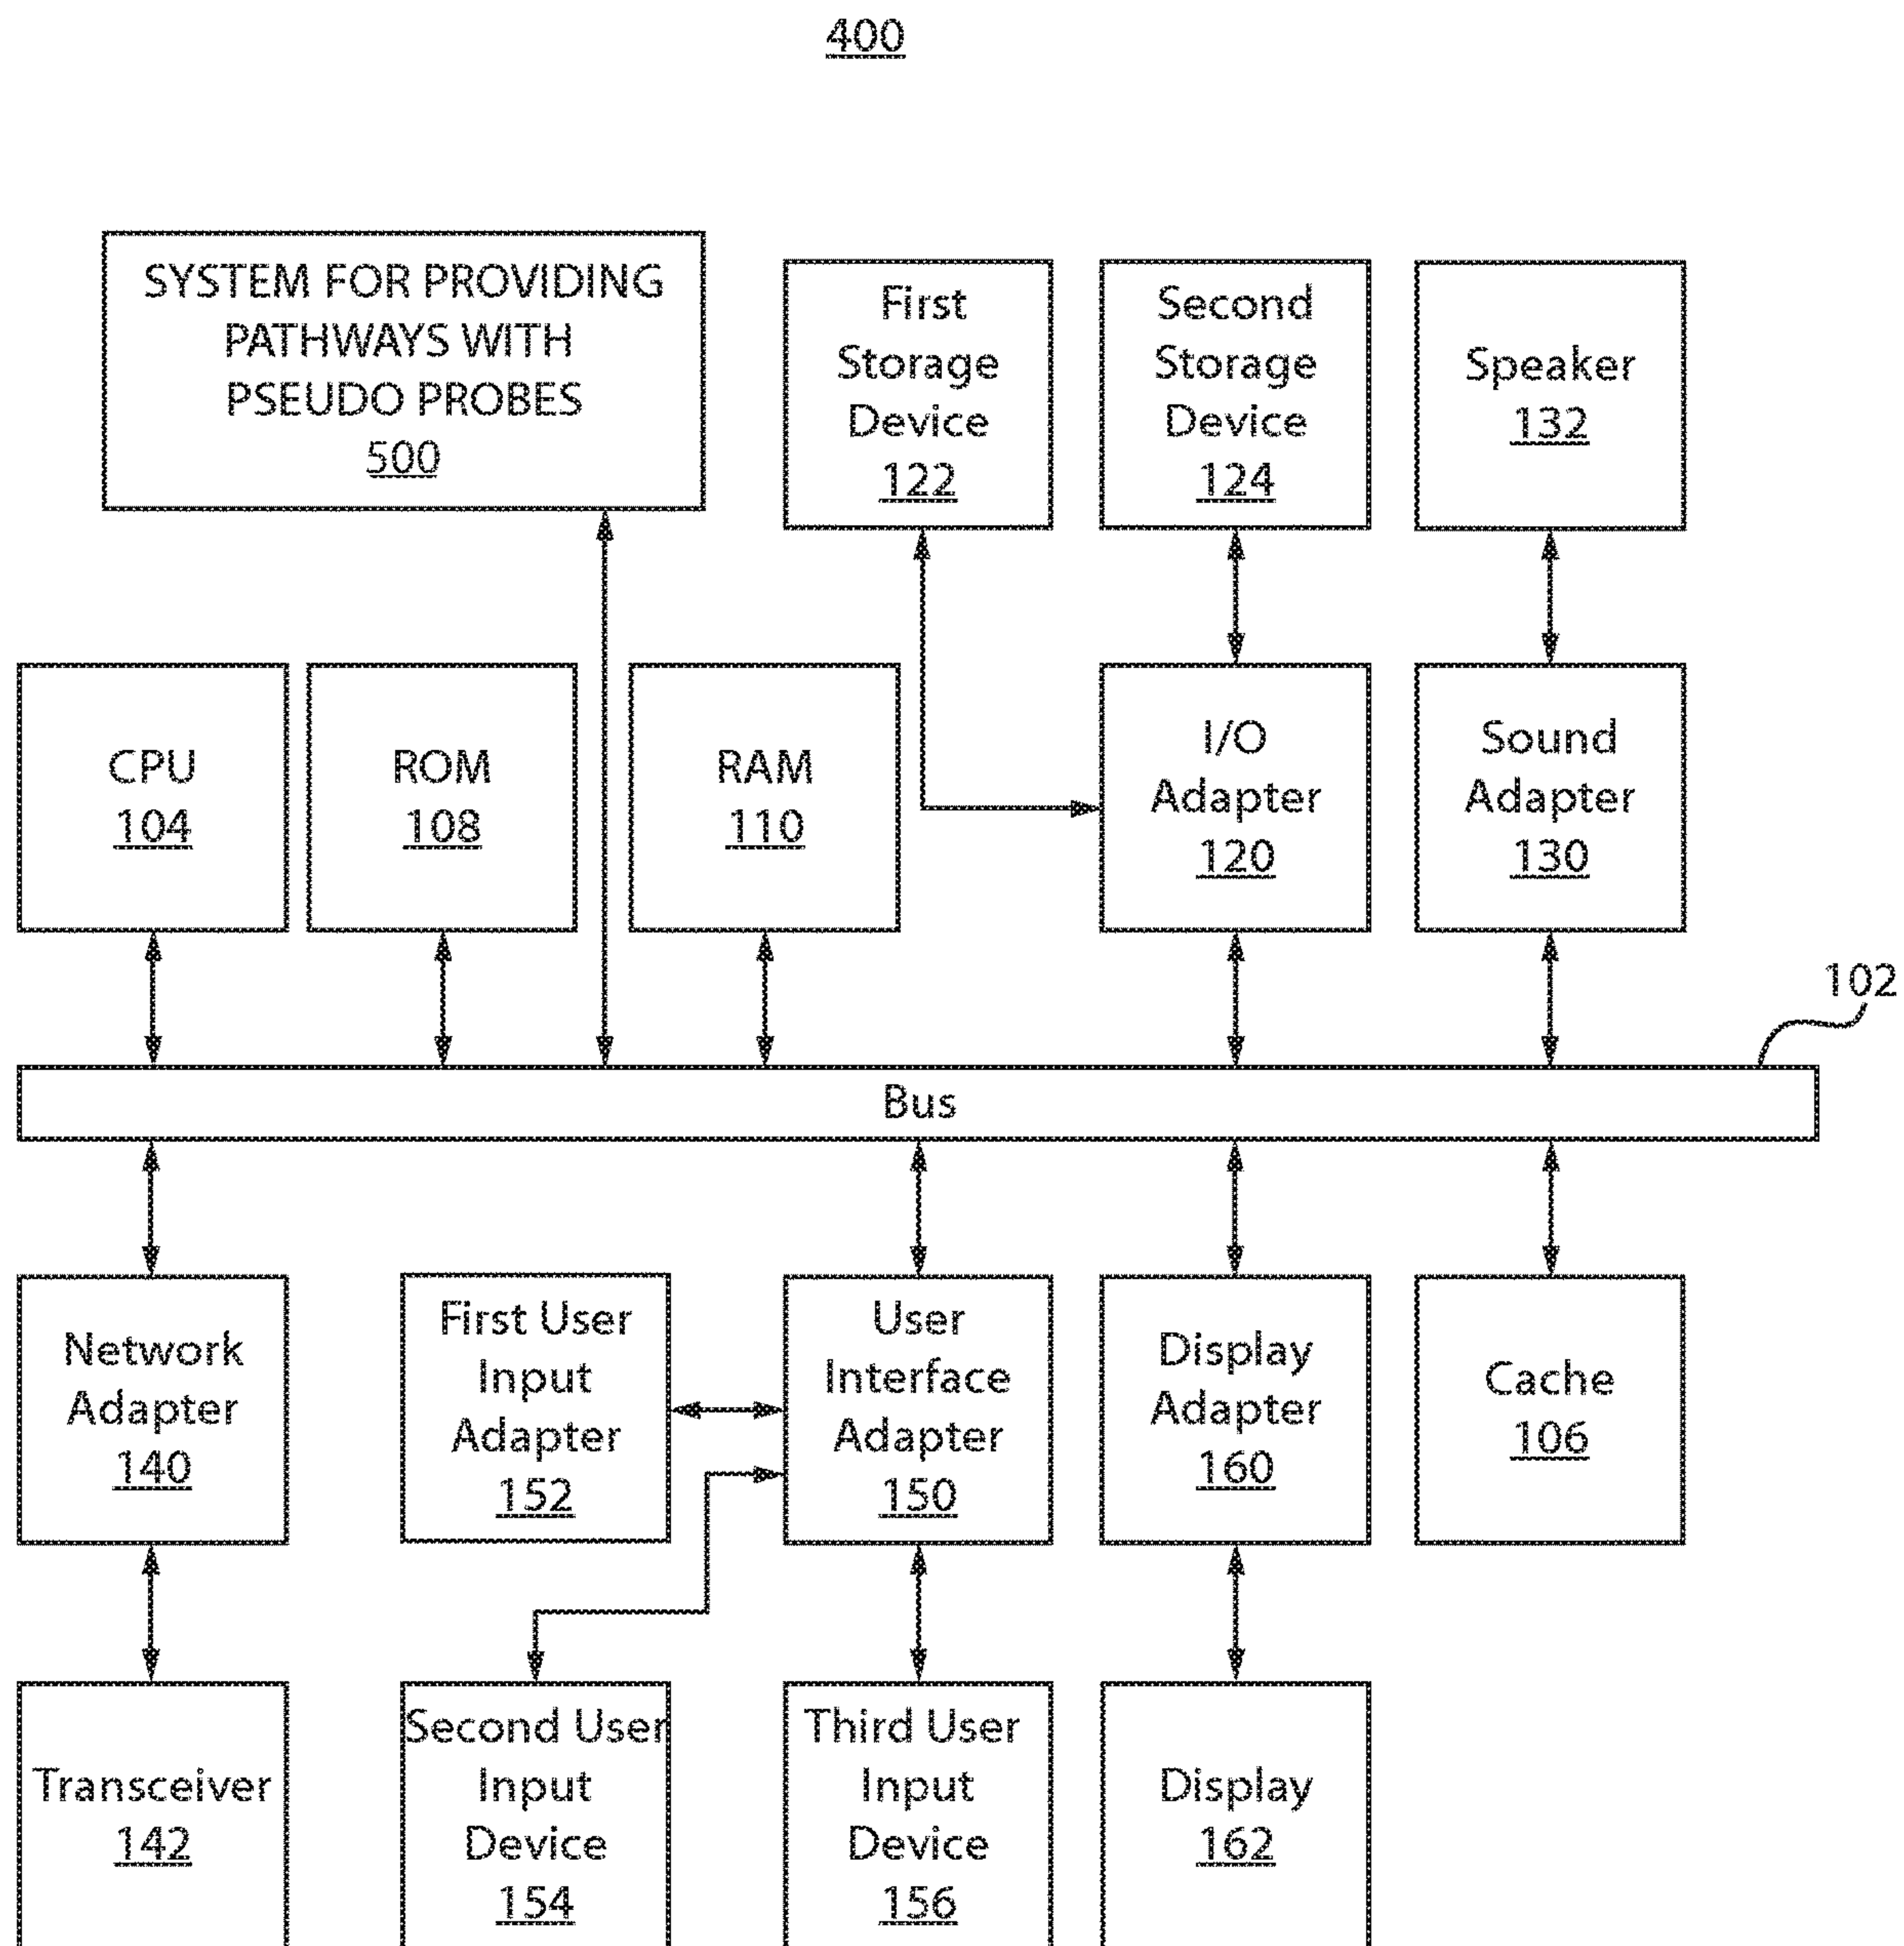 400
SYSTEM FOR PROVIDING
PATHWAYS WITH
PSEUDO PROBES
500
First
Storage
Device
122
Second
Storage
Device
124
Speaker
132
CPU
104
ROM
108
RAM
110
I/O
Adapter
120
Sound
Adapter
130
102
Bus
Network
Adapter
140
First User
Input
Adapter
152
User
Interface
Adapter
150
Display
Adapter
160
Cache
106
Transceiver
142
Second User
Input
Device
154
Third User
Input
Device
156
Display
162